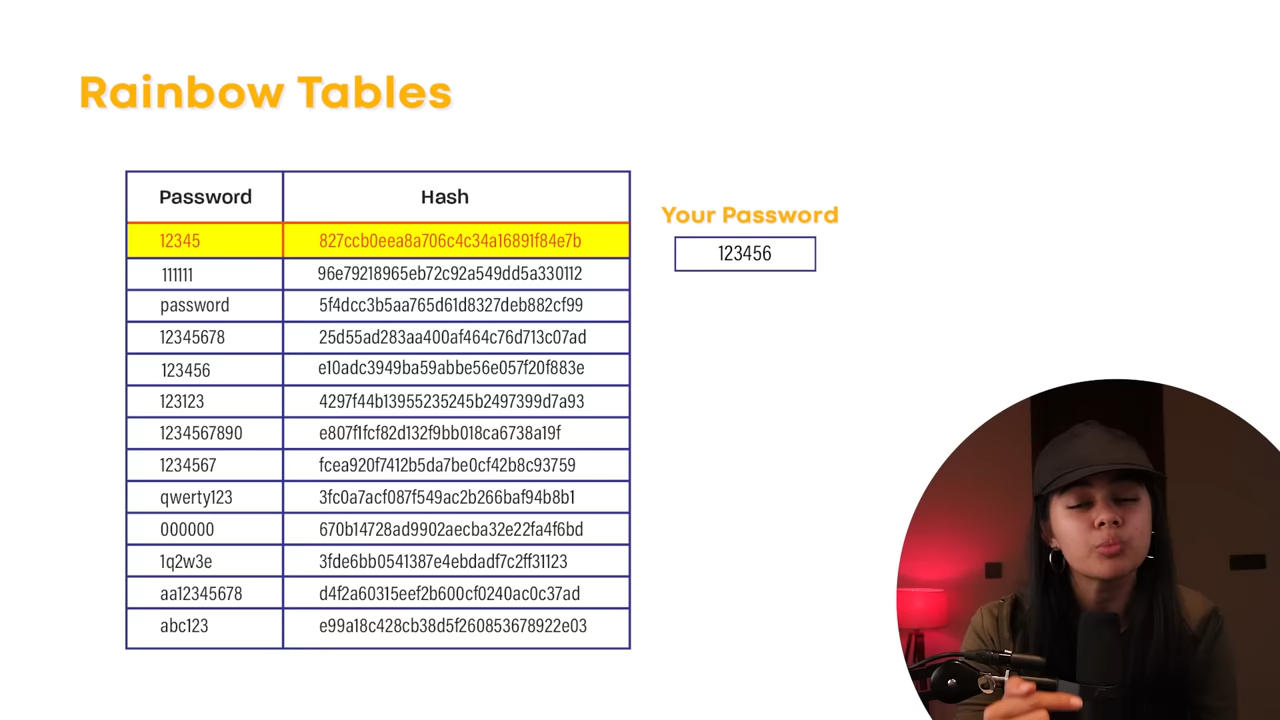 Rainbow Tables
Password Hash
12345 827ccb0eea8a706c4c34a16891f84e7b
111111 96e79218965eb72c92a549dd5a330112
password 5f4dcc3b5aa765d61d8327deb882cf99
12345678 25d55ad283aa400af464c76d713c07ad
123456 e10adc3949ba59abbe56e057f20f883e
123123 4297f44b13955235245b2497399d7a93
1234567890 e807f1fcf82d132f9bb018ca6738a19f
1234567 fcea920f7412b5da7be0cf42b8c93759
qwerty123 3fc0a7acf087f549ac2b266baf94b8b1
000000 670b14728ad9902aecba32e22fa4f6bd
1q2w3e 3fde6bb0541387e4ebdadf7c2ff31123
aa12345678 d4f2a60315eef2b600cf0240ac0c37ad
abc123 e99a18c428cb38d5f260853678922e03
Your Password
123456